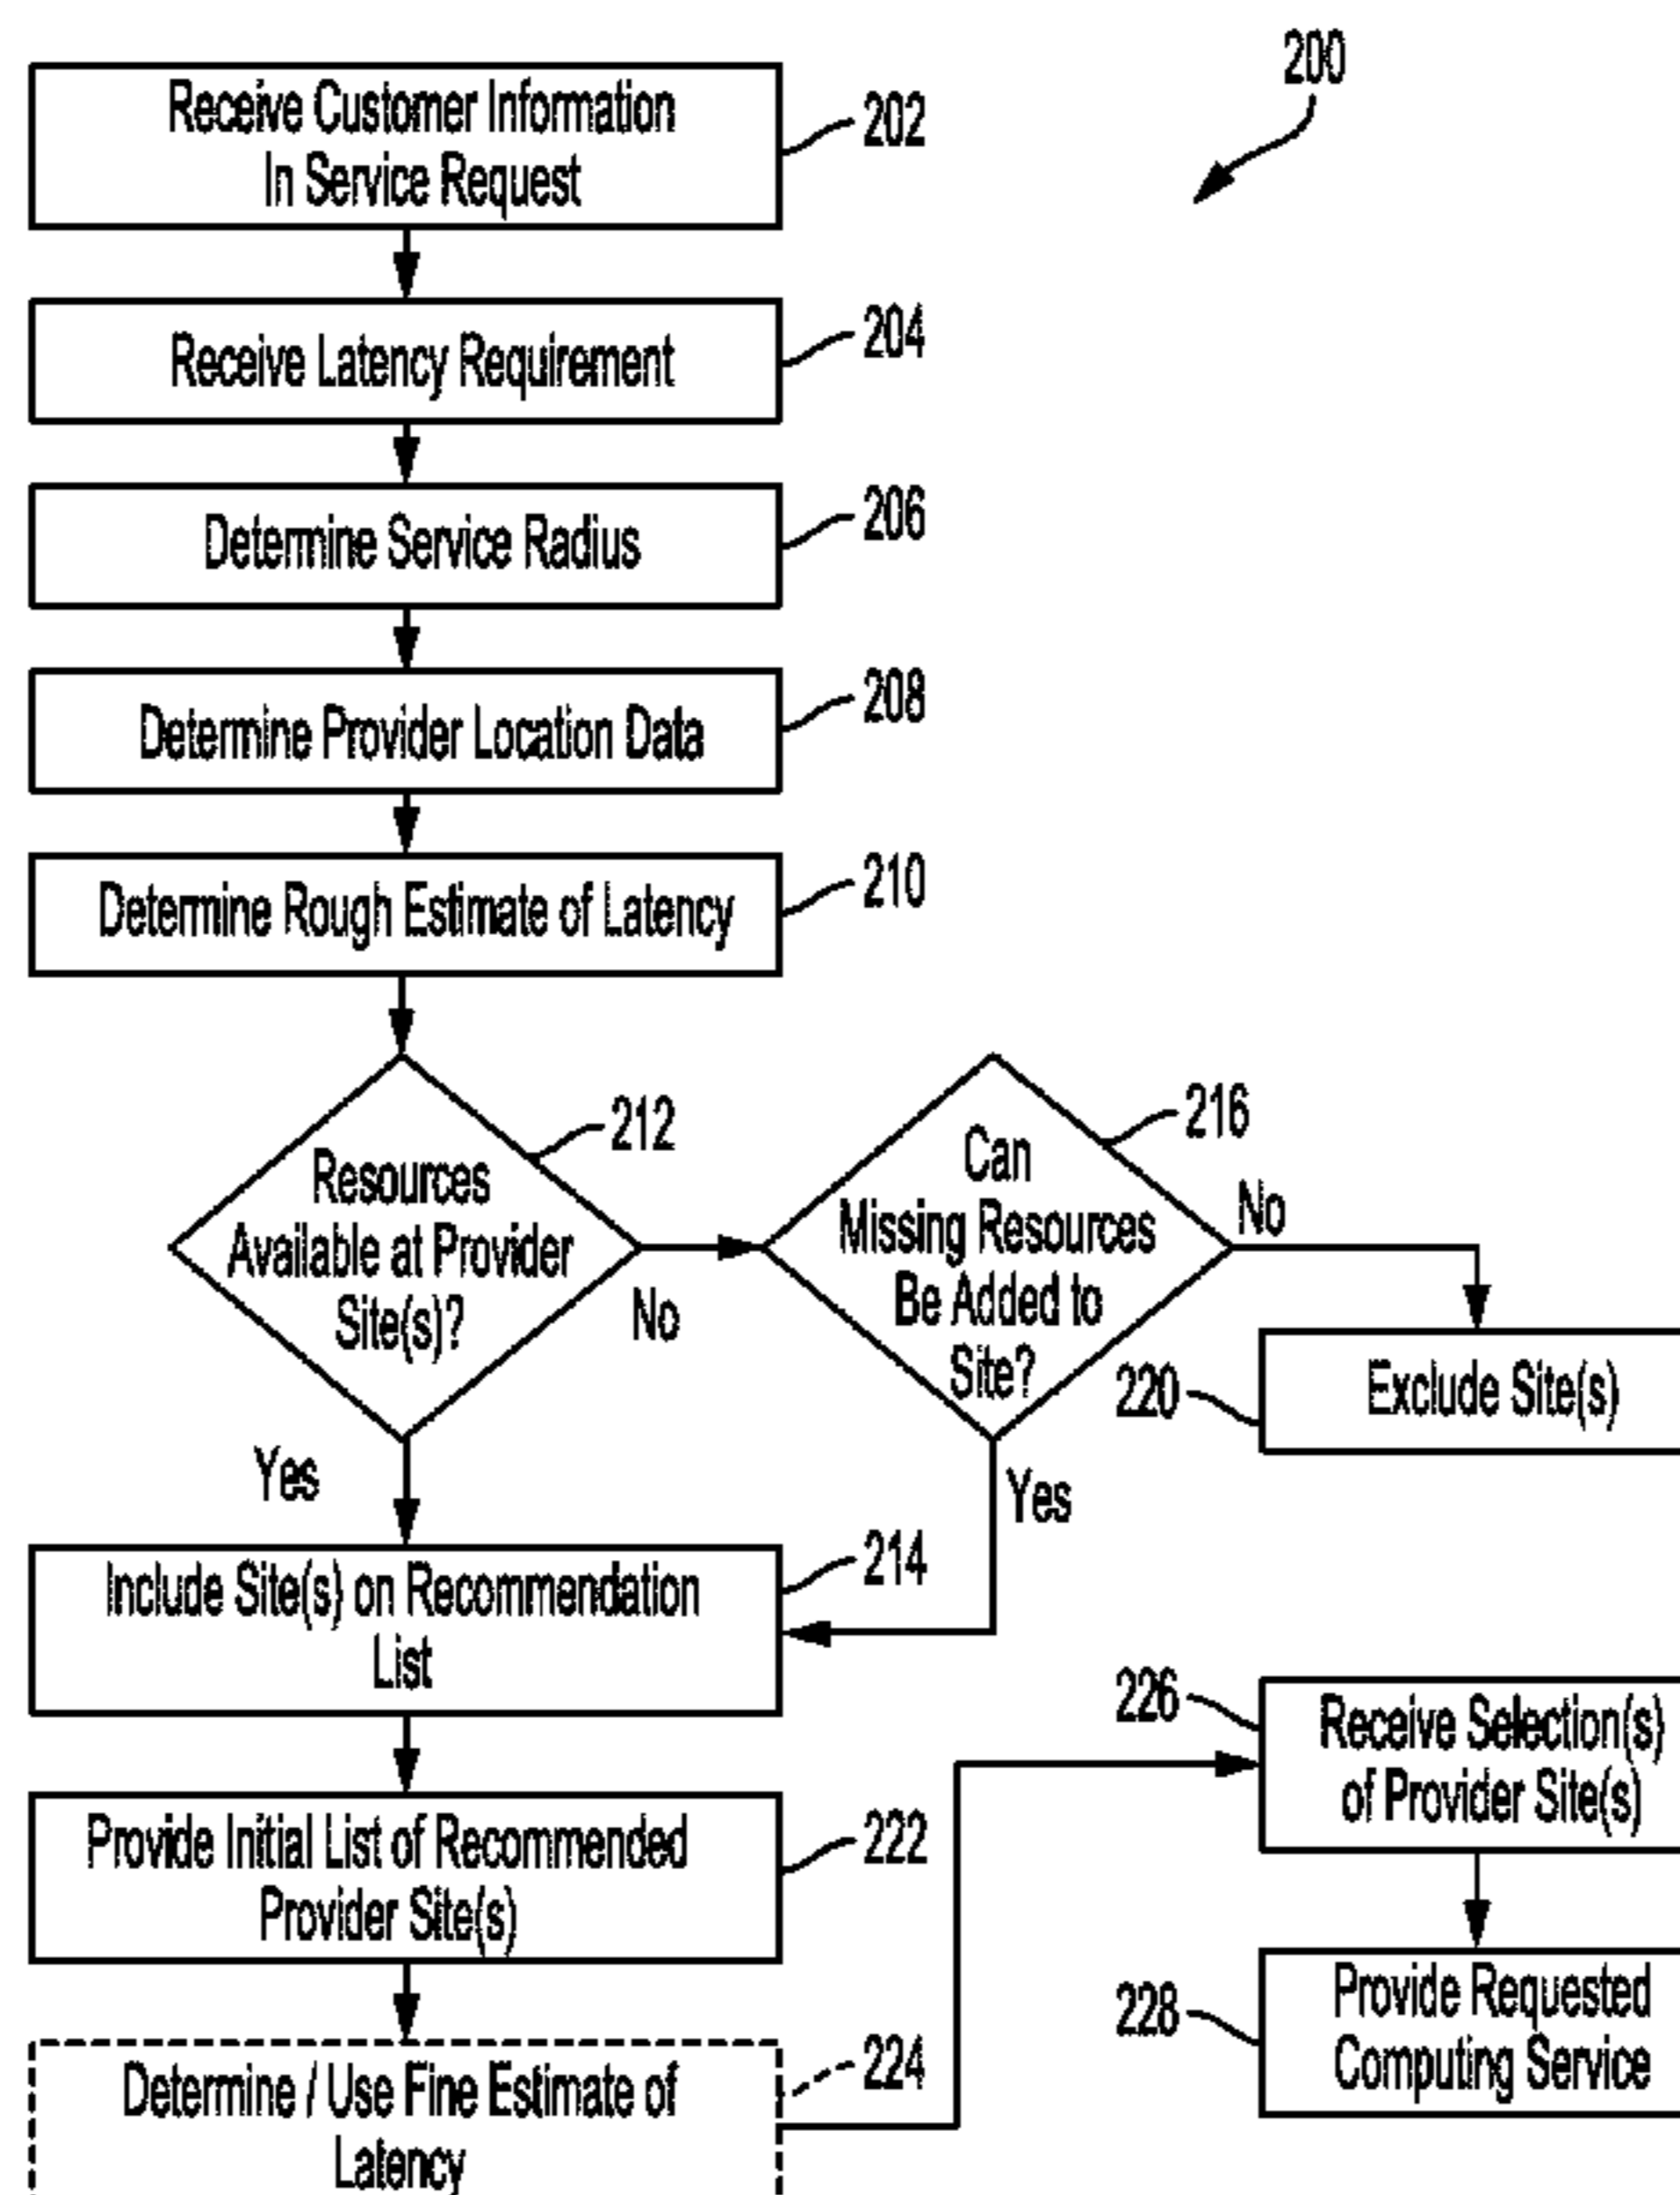 200
Receive Customer Information
In Service Request
202
Receive Latency Requirement
204
Determine Service Radius
206
Determine Provider Location Data
208
Determine Rough Estimate of Latency
210
Resources
Available at Provider
Site(s)?
212
No
Yes
Can
Missing Resources
Be Added to
Site?
216
No
Yes
220
Exclude Site(s)
Include Site(s) on Recommendation
List
214
Provide Initial List of Recommended
Provider Site(s)
222
Determine / Use Fine Estimate of
Latency
224
226
Receive Selection(s)
of Provider Site(s)
228
Provide Requested
Computing Service